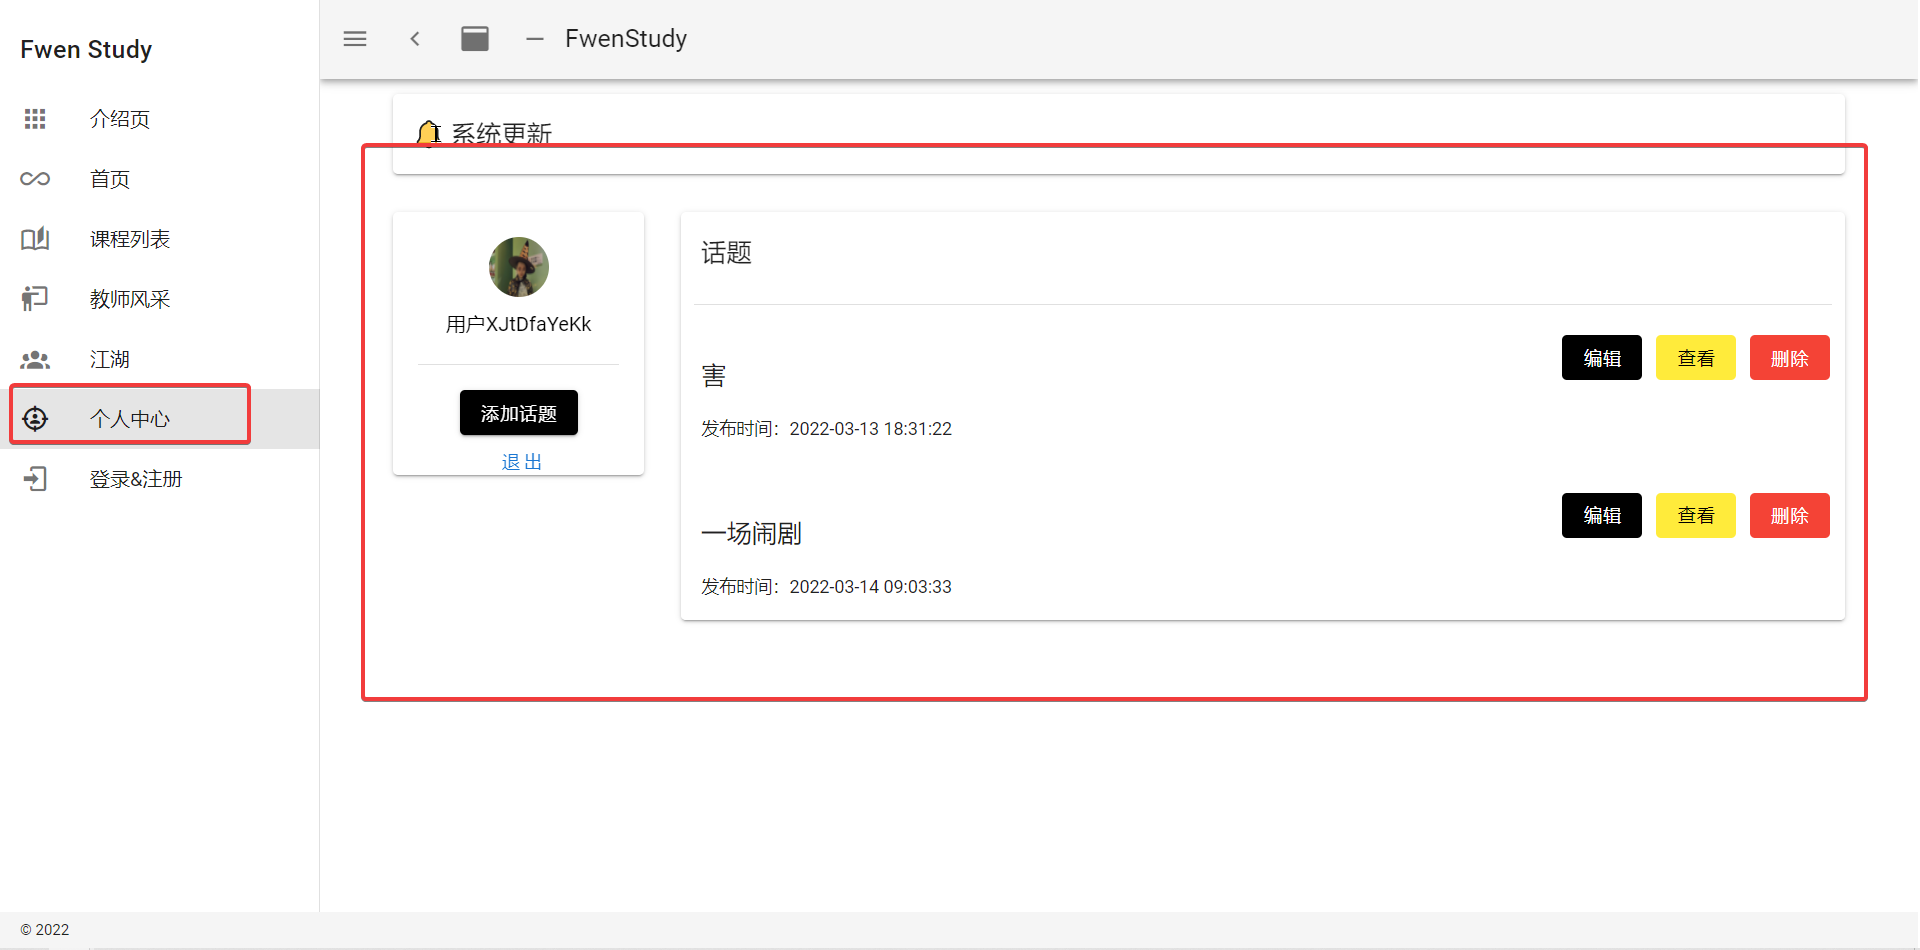 Fwen Study
介绍页
首页
课程列表
教师风采
江湖
个人中心
登录&注册
FwenStudy
系统更新
用户XJtDfaYeKk
添加话题
退出
话题
害
编辑 查看 删除
发布时间：2022-03-13 18:31:22
一场闹剧
编辑 查看 删除
发布时间：2022-03-14 09:03:33
© 2022